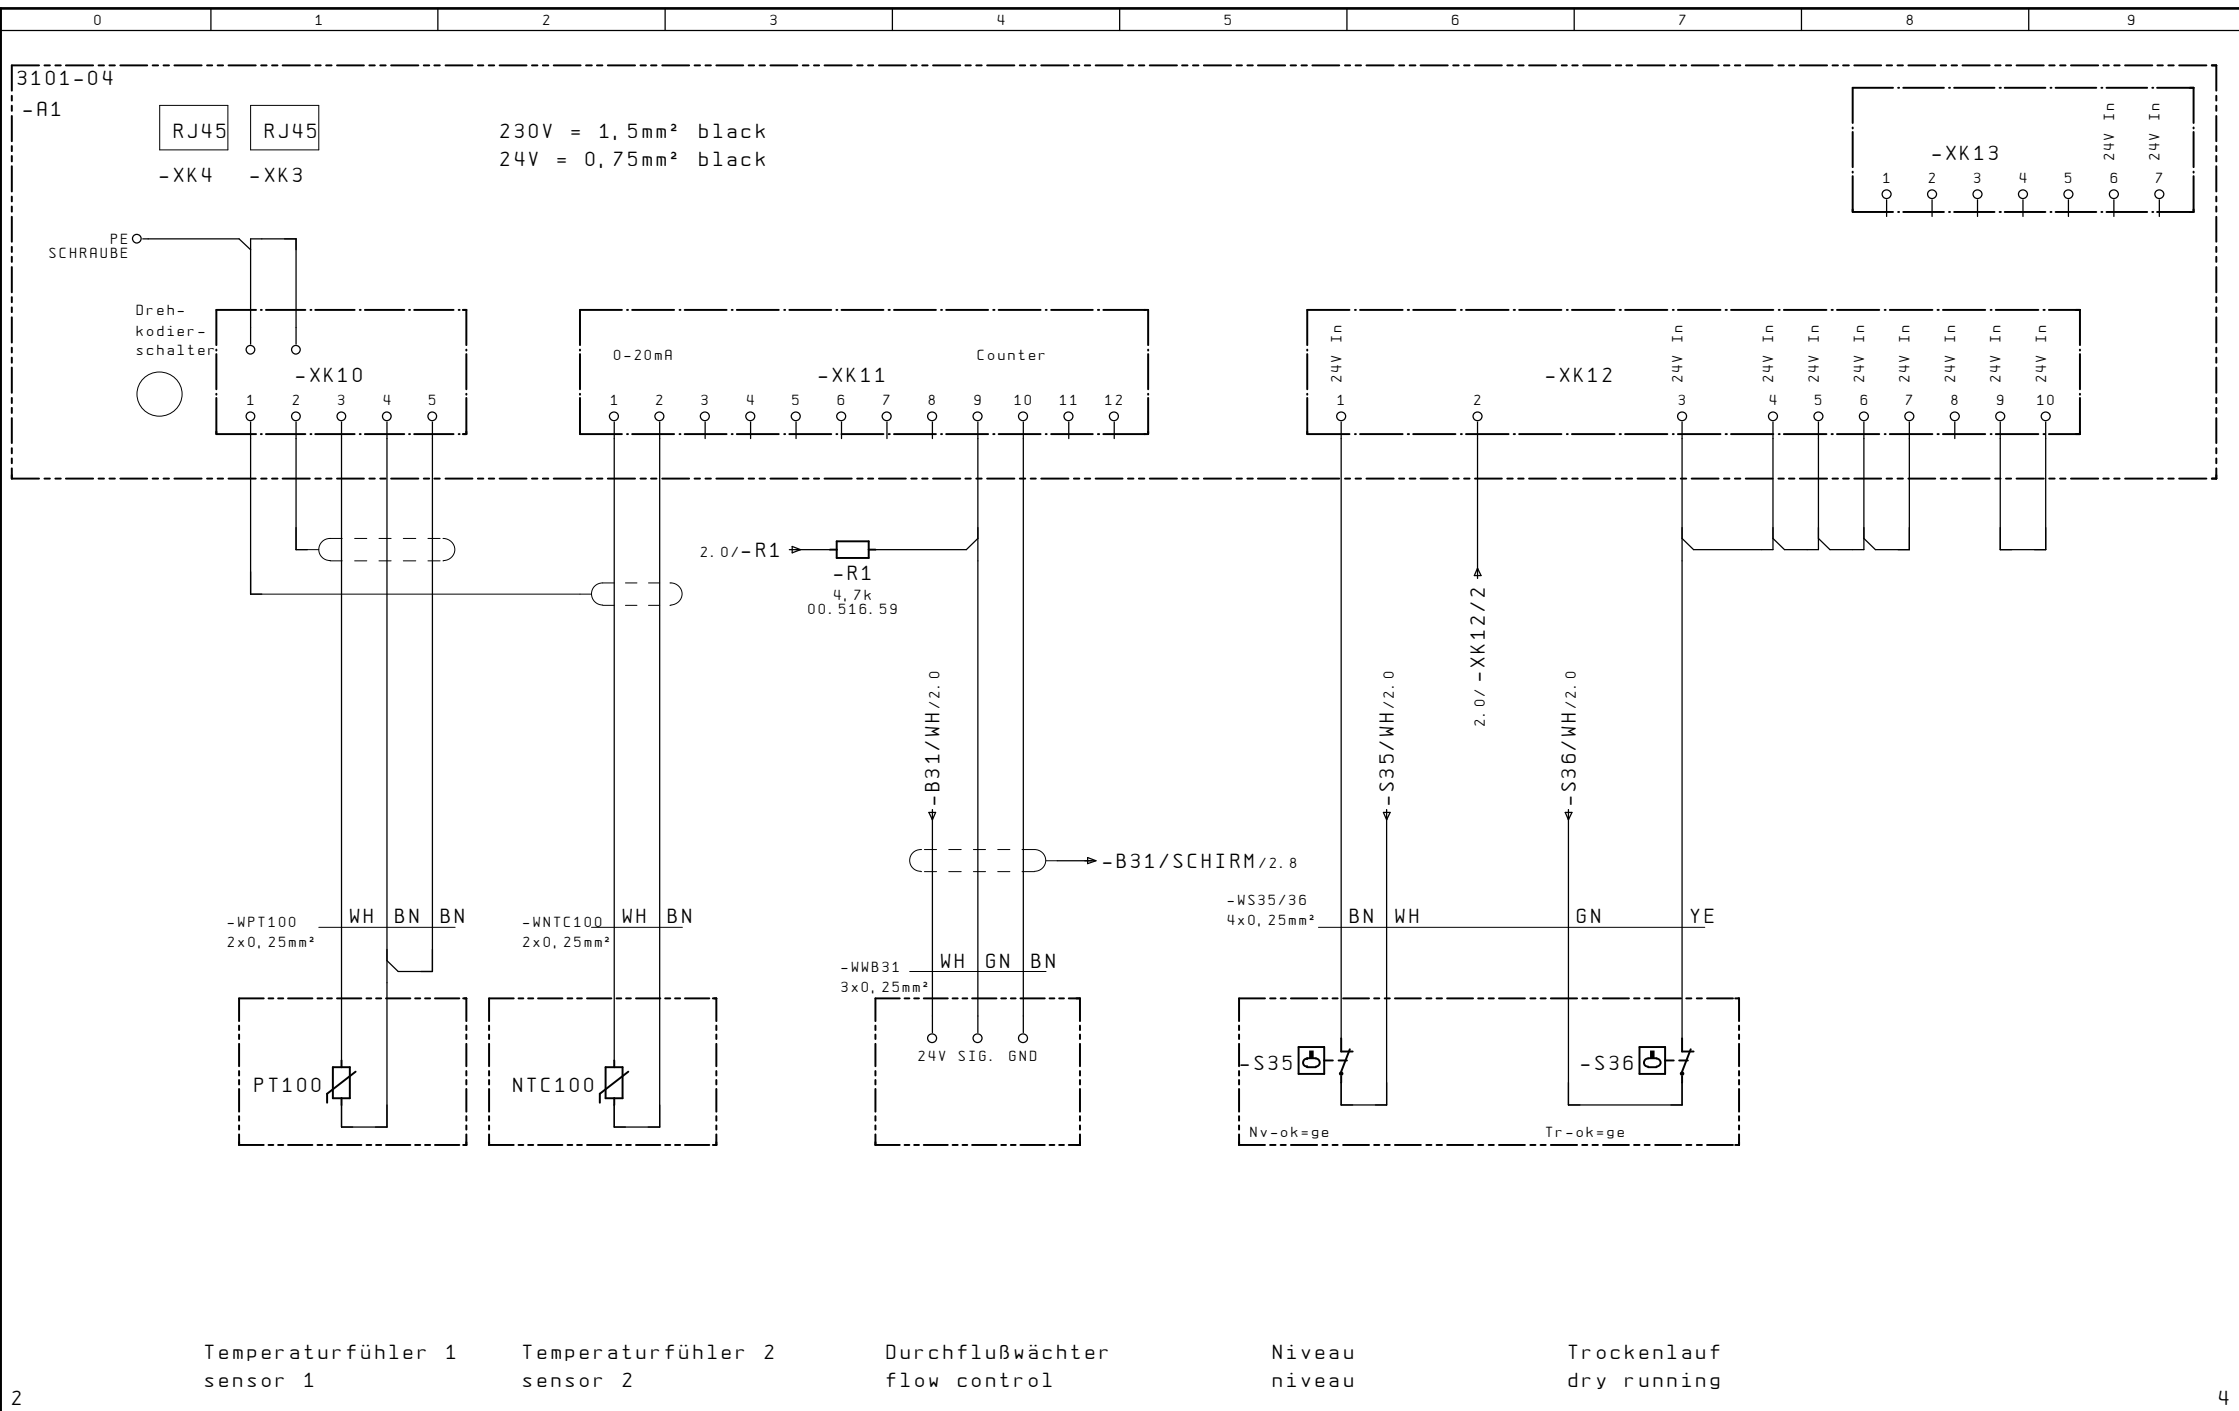 0 1 2 3 4 5 6 7 8 9
3101-04
-A1
RJ45 RJ45
-XK4 -XK3
230V = 1,5mm² black
24V = 0,75mm² black
-XK13
24V In 24V In
1 2 3 4 5 6 7
PE
SCHRAUBE
Dreh-
kodier-
schalter
-XK10
1 2 3 4 5
0-20mA
Counter
-XK11
1 2 3 4 5 6 7 8 9 10 11 12
24V In 24V In 24V In 24V In 24V In 24V In 24V In 24V In 24V In
-XK12
1 2 3 4 5 6 7 8 9 10
2.0/-R1
-R1
4,7k
00.516.59
-B31/WH/2.0
-S35/WH/2.0
2.0/-XK12/2
-S36/WH/2.0
-B31/SCHIRM/2.8
-WPT100
2x0,25mm²
WH BN BN
-WNTC100
2x0,25mm²
WH BN
-WWB31
3x0,25mm²
WH GN BN
-WS35/36
4x0,25mm²
BN WH GN YE
PT100
NTC100
24V SIG. GND
-S35
-S36
Nv-ok=ge
Tr-ok=ge
Temperaturfühler 1
sensor 1
Temperaturfühler 2
sensor 2
Durchflußwächter
flow control
Niveau
niveau
Trockenlauf
dry running
2
4